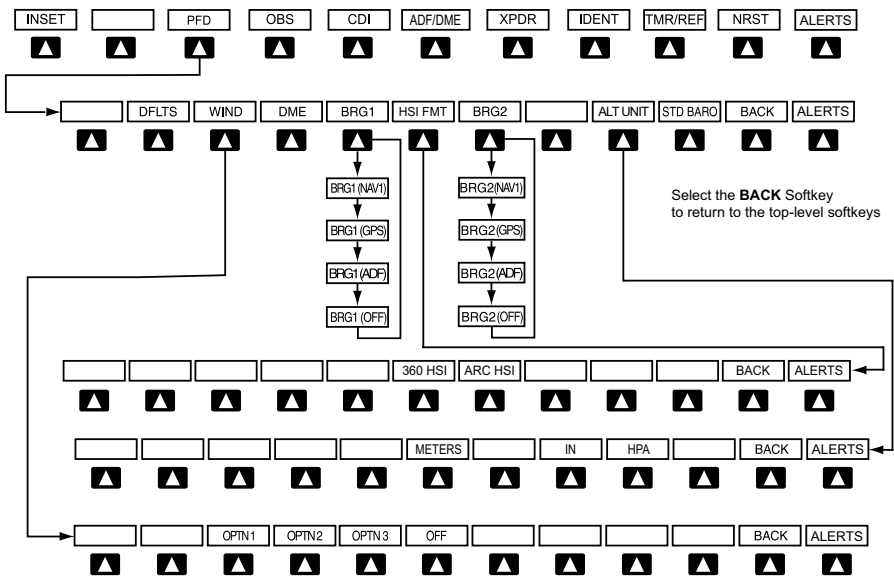 INSET PFD OBS CDI ADF/DME XPDR IDENT TMR/REF NRST ALERTS
DFLTS WIND DME BRG1 HSI FMT BRG2 ALT UNIT STD BARO BACK ALERTS
BRG1(NAV1) BRG2(NAV1)
Select the BACK Softkey
to return to the top-level softkeys
BRG1(GPS) BRG2(GPS)
BRG1(ADF) BRG2(ADF)
BRG1(OFF) BRG2(OFF)
360 HSI ARC HSI BACK ALERTS
METERS IN HPA BACK ALERTS
OPTN 1 OPTN 2 OPTN 3 OFF BACK ALERTS